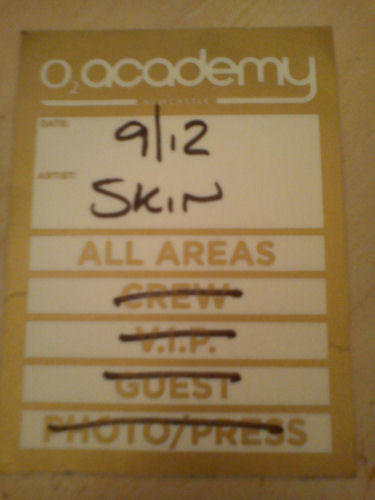 O2 academy
NEWCASTLE
DATE:
9/12
ARTIST:
SKIN
ALL AREAS
CREW
V.I.P.
GUEST
PHOTO/PRESS